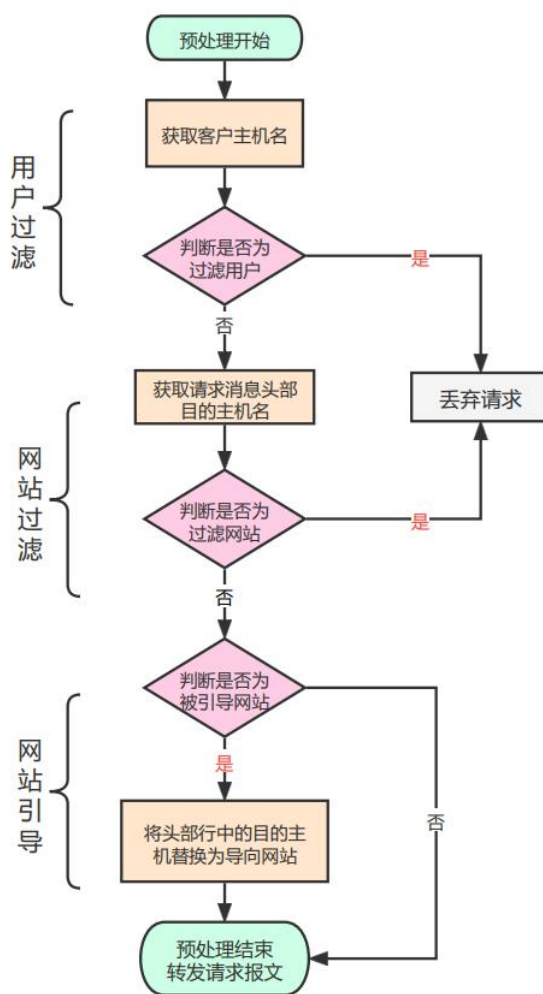 预处理开始
获取客户主机名
用户过滤
判断是否为
过滤用户
是
否
获取请求消息头部
目的主机名
丢弃请求
网站过滤
判断是否为
过滤网站
是
否
判断是否为
被引导网站
是
否
网站引导
将头部行中的目的主
机替换为导向网站
预处理结束
转发请求报文